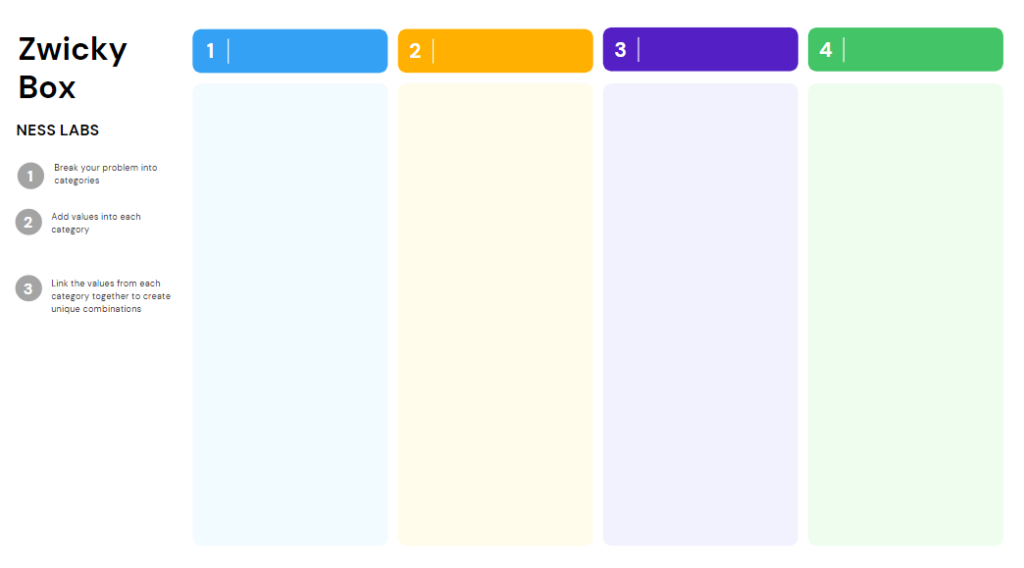 Zwicky
Box
NESS LABS
1
Break your problem into
categories
2
Add values into each
category
3
Link the values from each
category together to create
unique combinations
1
2
3
4